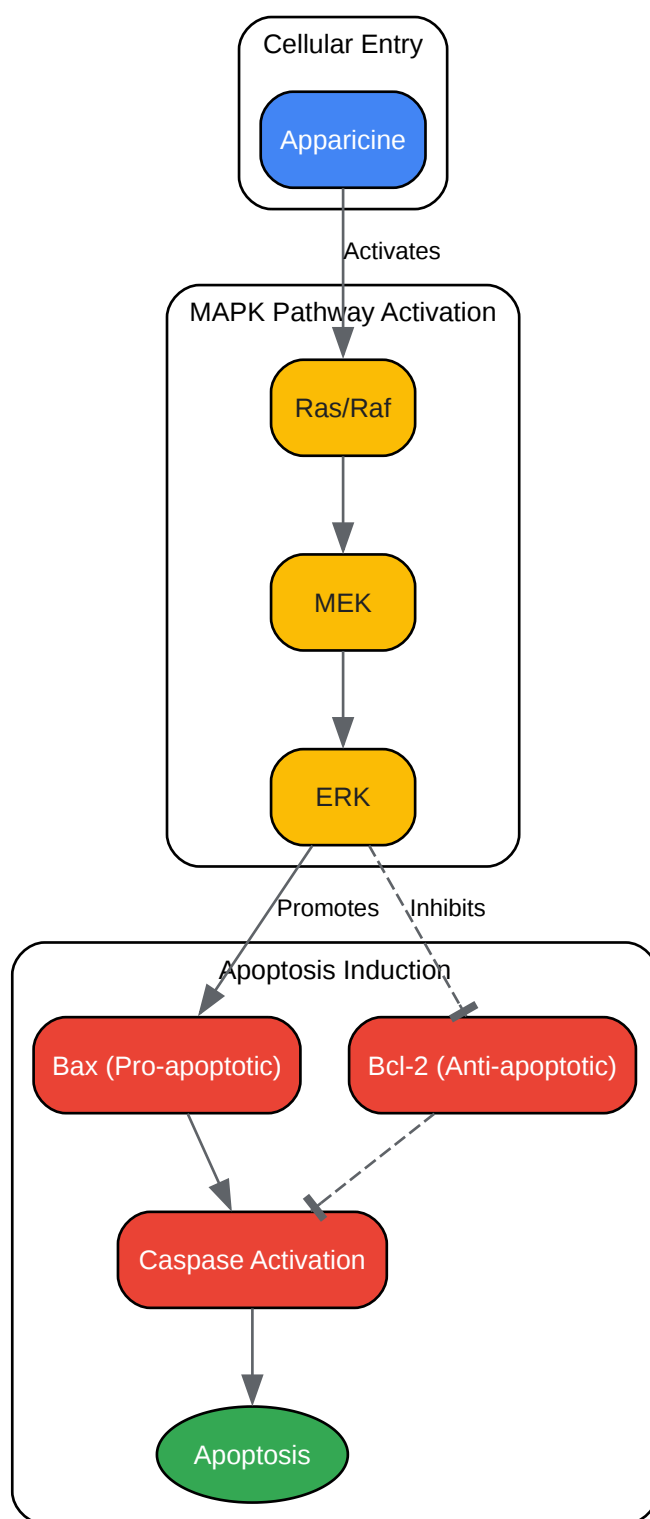 Cellular Entry
Apparicine
Activates
MAPK Pathway Activation
Ras/Raf
MEK
ERK
Promotes
Inhibits
Apoptosis Induction
Bax (Pro-apoptotic)
Bcl-2 (Anti-apoptotic)
Caspase Activation
Apoptosis